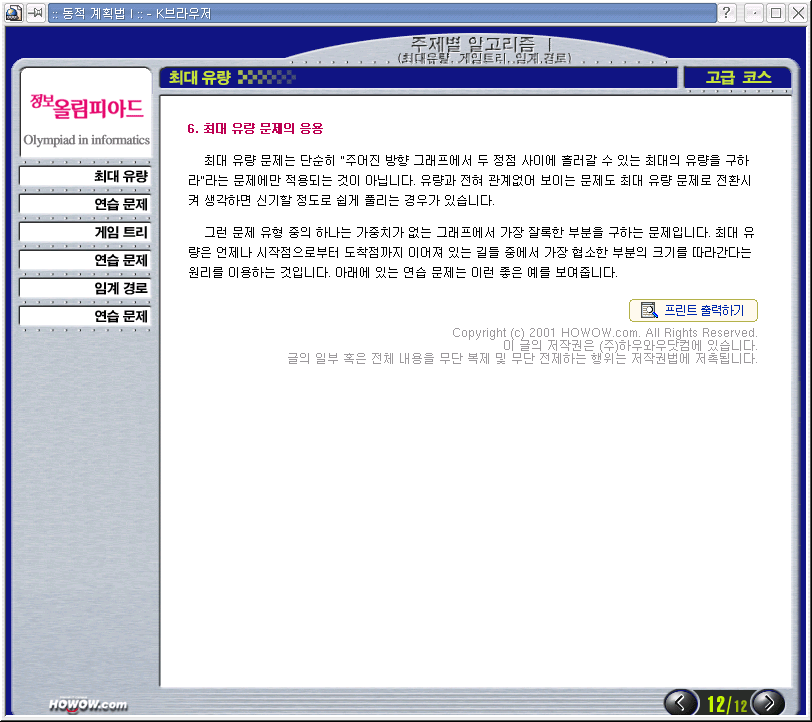 :: 동적 계획법 I :: - K브라우저
주제별 알고리즘 I
(최대유량, 게임트리, 임계,경로)
정보올림피아드
Olympiad in informatics
최대 유량
연습 문제
게임 트리
연습 문제
임계 경로
연습 문제
최대 유량
고급 코스
6. 최대 유량 문제의 응용
최대 유량 문제는 단순히 "주어진 방향 그래프에서 두 정점 사이에 흘러갈 수 있는 최대의 유량을 구하
라"라는 문제에만 적용되는 것이 아닙니다. 유량과 전혀 관계없어 보이는 문제도 최대 유량 문제로 전환시
켜 생각하면 신기할 정도로 쉽게 풀리는 경우가 있습니다.
그런 문제 유형 중의 하나는 가중치가 없는 그래프에서 가장 잘록한 부분을 구하는 문제입니다. 최대 유
량은 언제나 시작점으로부터 도착점까지 이어져 있는 길들 중에서 가장 협소한 부분의 크기를 따라간다는
원리를 이용하는 것입니다. 아래에 있는 연습 문제는 이런 좋은 예를 보여줍니다.
프린트 출력하기
Copyright (c) 2001 HOWOW.com. All Rights Reserved.
이 글의 저작권은 (주)하우와우닷컴에 있습니다.
글의 일부 혹은 전체 내용을 무단 복제 및 무단 전제하는 행위는 저작권법에 저촉됩니다.
HOWOW.com
12/12